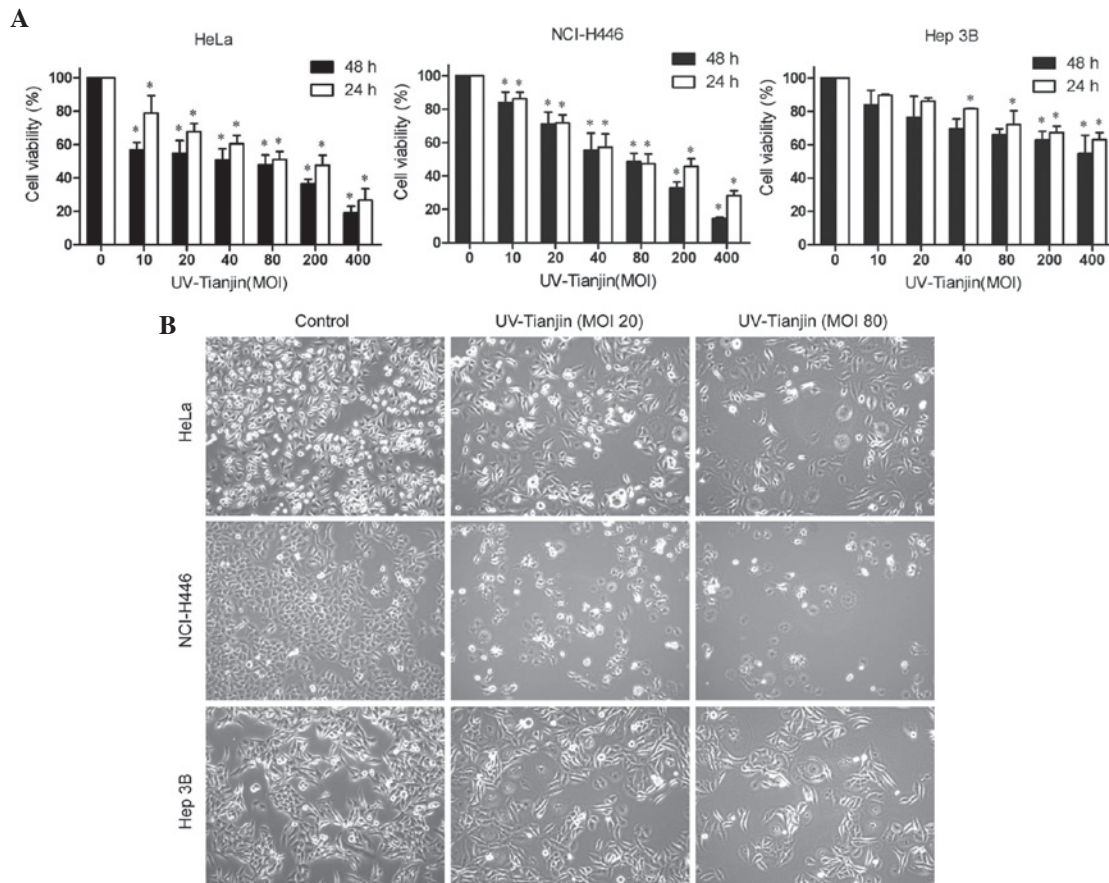 A
HeLa
Cell viability (%)
100
80
60
40
20
0
48 h
24 h
* * * * * * * * * * * *
0 10 20 40 80 200 400
UV-Tianjin(MOI)
NCI-H446
Cell viability (%)
100
80
60
40
20
0
48 h
24 h
* * * * * * * * * * * *
0 10 20 40 80 200 400
UV-Tianjin(MOI)
Hep 3B
Cell viability (%)
100
80
60
40
20
0
48 h
24 h
* * * * * *
0 10 20 40 80 200 400
UV-Tianjin(MOI)
B
Control
UV-Tianjin (MOI 20)
UV-Tianjin (MOI 80)
HeLa
NCI-H446
Hep 3B